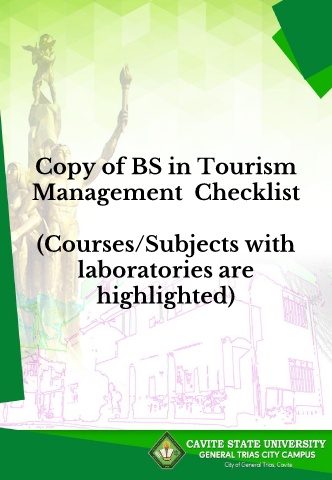 Copy of BS in Tourism
Management Checklist
(Courses/Subjects with
laboratories are
highlighted)
CAVITE STATE UNIVERSITY
GENERAL TRIAS CITY CAMPUS
City of General Trias, Cavite